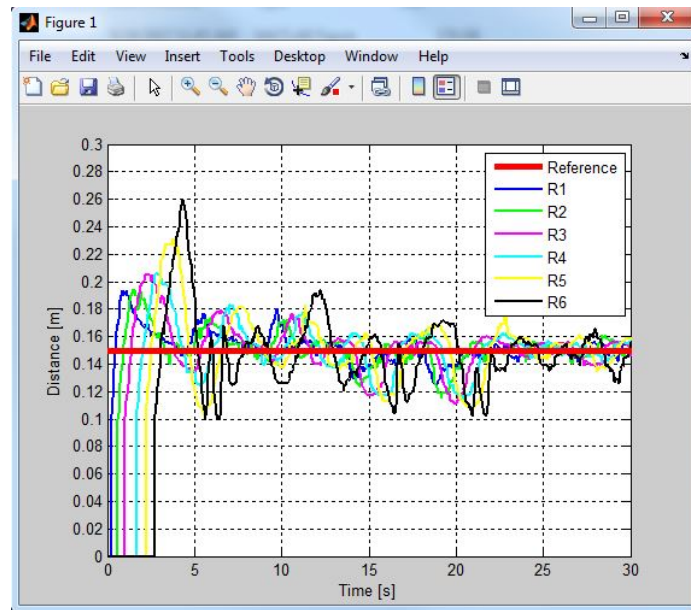 Figure 1
File Edit View Insert Tools Desktop Window Help
0.3
0.28
0.26
0.24
0.22
0.2
0.18
0.16
0.14
0.12
0.1
0.08
0.06
0.04
0.02
0
Distance [m]
Reference
R1
R2
R3
R4
R5
R6
0 5 10 15 20 25 30
Time [s]